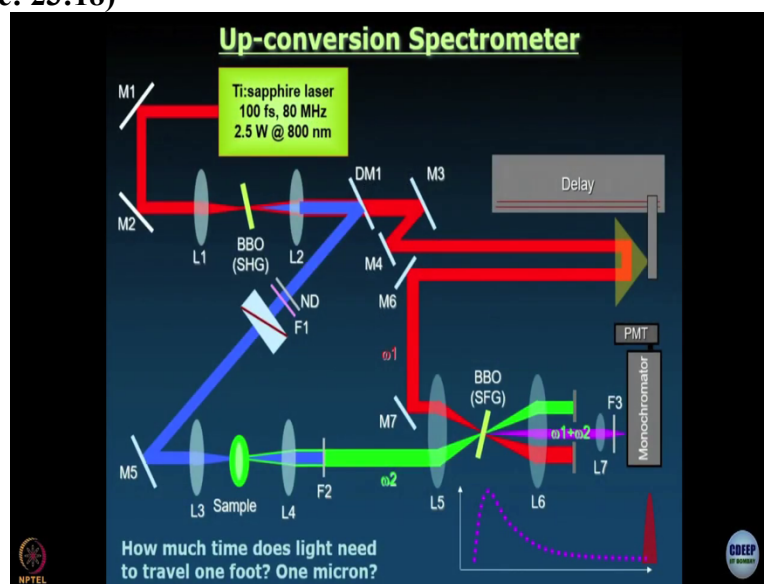 c. 25:18)
Up-conversion Spectrometer
Ti:sapphire laser
100 fs, 80 MHz
2.5 W @ 800 nm
M1
M2
L1
BBO
(SHG)
L2
DM1
M3
M4
Delay
ND
F1
M6
ω1
PMT
Monochromator
BBO
(SFG)
F3
M7
ω1+ω2
L7
M5
L3
Sample
L4
F2
ω2
L5
L6
How much time does light need
to travel one foot? One micron?
NPTEL
CDEEP
IIT BOMBAY